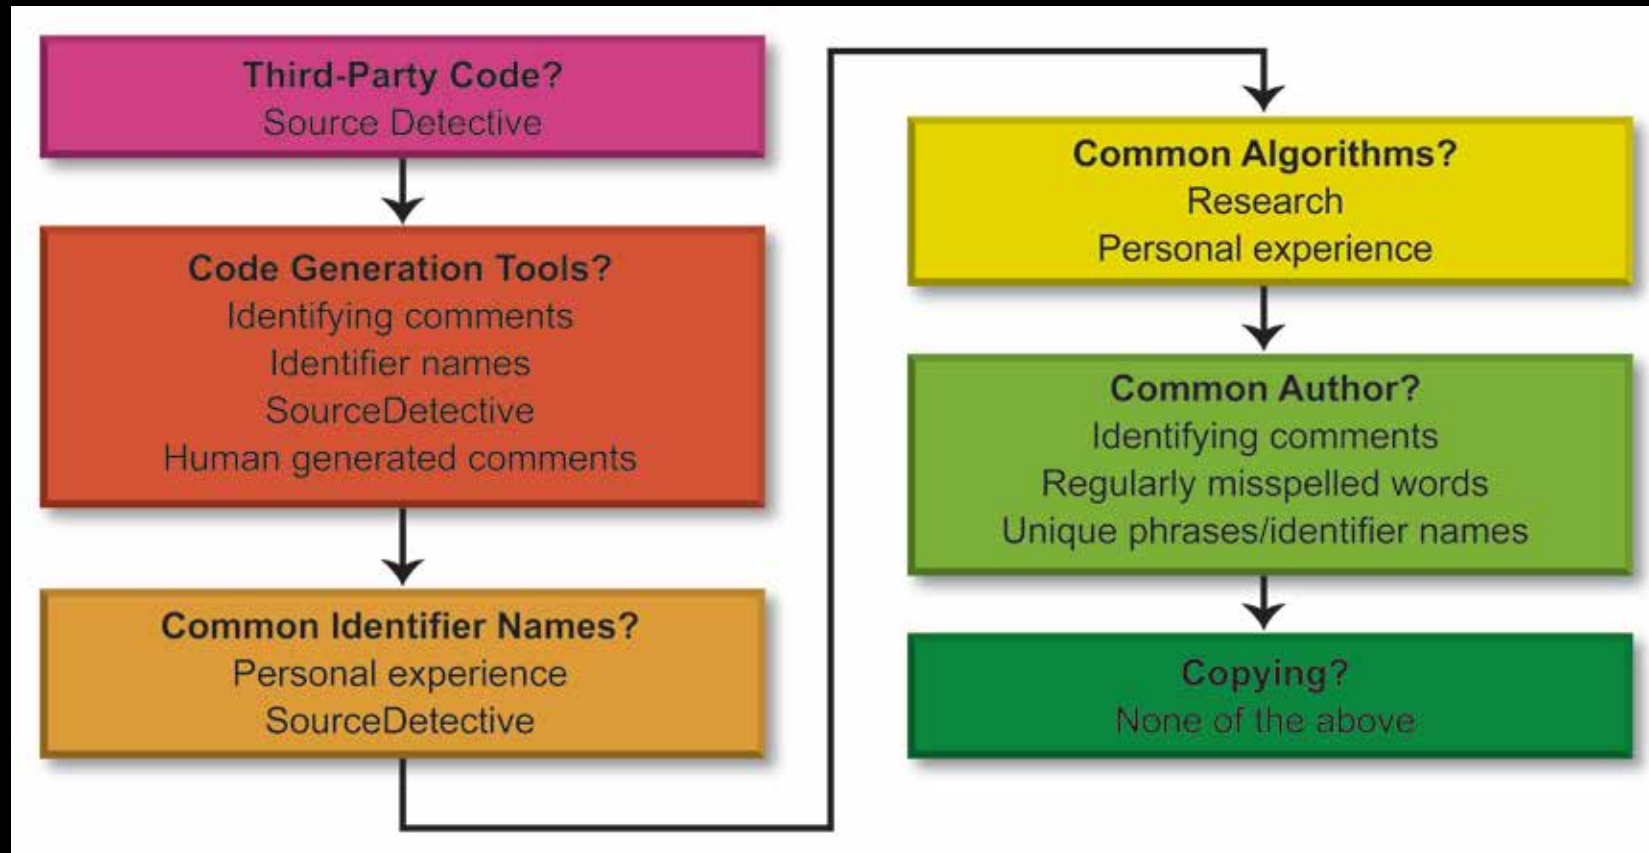 Third-Party Code?
Source Detective
Code Generation Tools?
Identifying comments
Identifier names
SourceDetective
Human generated comments
Common Identifier Names?
Personal experience
SourceDetective
Common Algorithms?
Research
Personal experience
Common Author?
Identifying comments
Regularly misspelled words
Unique phrases/identifier names
Copying?
None of the above